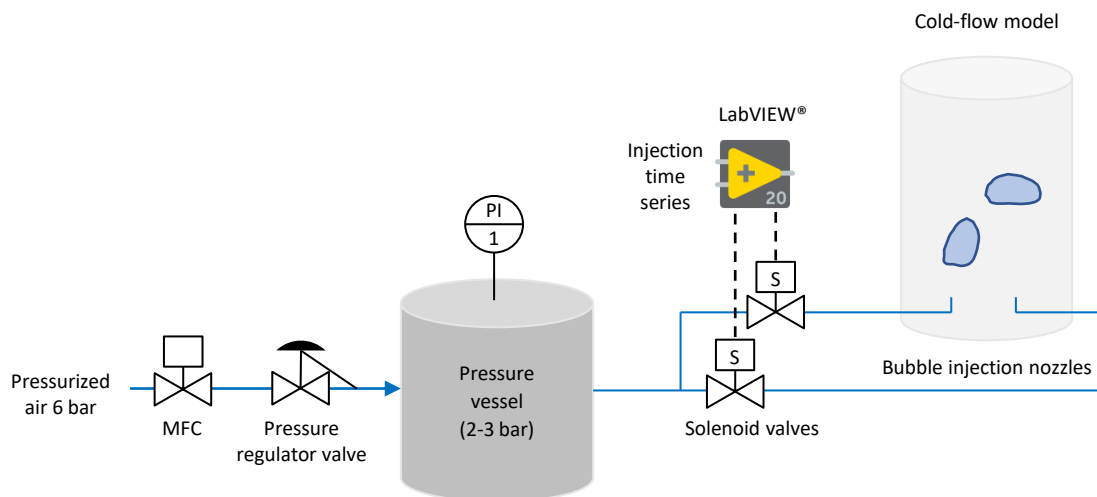 Cold-flow model
LabVIEW®
Injection
time
series
20
PI
1
S
S
Pressurized
air 6 bar
MFC
Pressure
regulator valve
Pressure
vessel
(2-3 bar)
Solenoid valves
Bubble injection nozzles